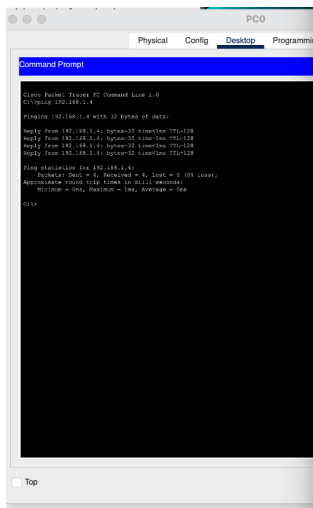 PC0
Physical Config Desktop Programmi
Command Prompt
Cisco Packet Tracer PC Command Line 1.0
C:\>ping 192.168.1.4
Pinging 192.168.1.4 with 32 bytes of data:
Reply from 192.168.1.4: bytes=32 time<1ms TTL=128
Reply from 192.168.1.4: bytes=32 time<1ms TTL=128
Reply from 192.168.1.4: bytes=32 time=1ms TTL=128
Reply from 192.168.1.4: bytes=32 time<1ms TTL=128
Ping statistics for 192.168.1.4:
Packets: Sent = 4, Received = 4, Lost = 0 (0% loss),
Approximate round trip times in milli-seconds:
Minimum = 0ms, Maximum = 1ms, Average = 0ms
C:\>
Top